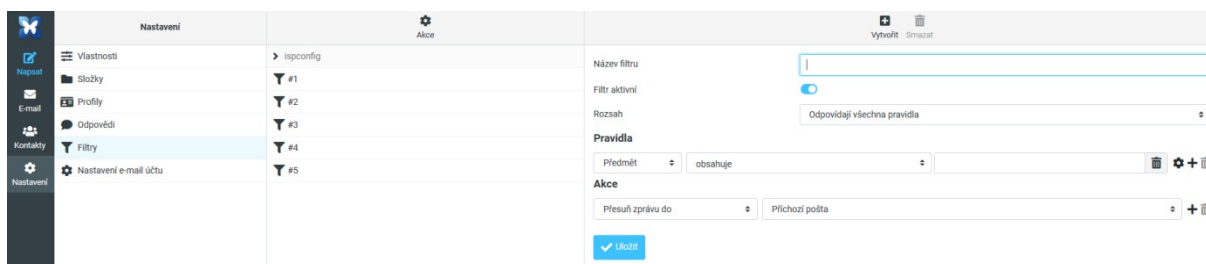 Napsat
E-mail
Kontakty
Nastavení
Nastavení
Vlastnosti
Složky
Profily
Odpovědi
Filtry
Nastavení e-mail účtu
Akce
ispconfig
#1
#2
#3
#4
#5
Vytvořit Smazat
Název filtru
Filtr aktivní
Rozsah Odpovídají všechna pravidla
Pravidla
Předmět obsahuje
Akce
Přesuň zprávu do Příchozí pošta
Uložit